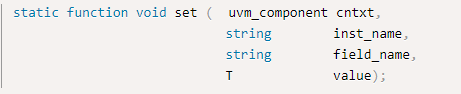 static function void set (  uvm_component cntxt,
                            string        inst_name,
                            string        field_name,
                            T             value);